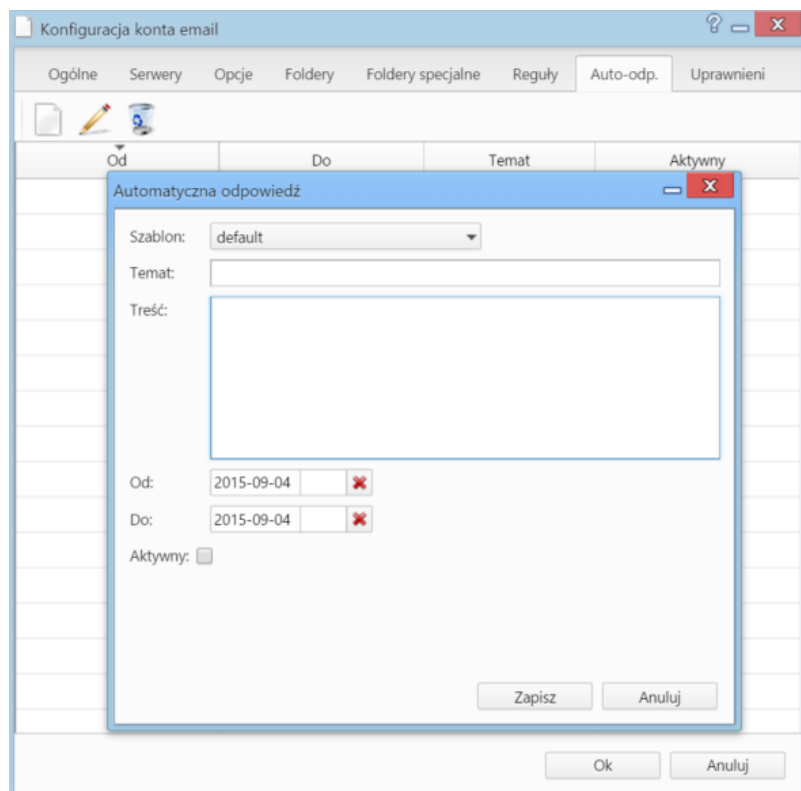 Konfiguracja konta email
Ogólne Serwery Opcje Foldery Foldery specjalne Reguły Auto-odp. Uprawnieni
Od Do Temat Aktywny
Automatyczna odpowiedź
Szablon: default
Temat:
Treść:
Od: 2015-09-04
Do: 2015-09-04
Aktywny:
Zapisz Anuluj
Ok Anuluj